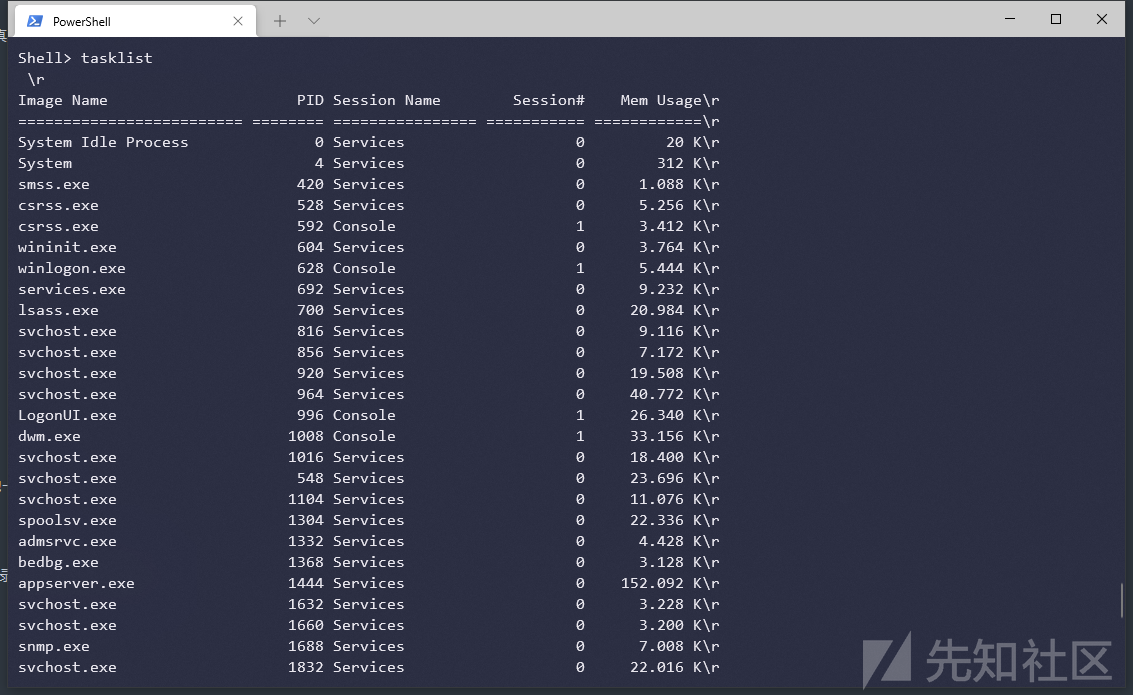 PowerShell
Shell> tasklist
\r
Image Name                     PID Session Name        Session#    Mem Usage\r
========================= ======== ================ =========== ============\r
System Idle Process              0 Services                   0         20 K\r
System                           4 Services                   0        312 K\r
smss.exe                       420 Services                   0      1.088 K\r
csrss.exe                      528 Services                   0      5.256 K\r
csrss.exe                      592 Console                    1      3.412 K\r
wininit.exe                    604 Services                   0      3.764 K\r
winlogon.exe                   628 Console                    1      5.444 K\r
services.exe                   692 Services                   0      9.232 K\r
lsass.exe                      700 Services                   0     20.984 K\r
svchost.exe                    816 Services                   0      9.116 K\r
svchost.exe                    856 Services                   0      7.172 K\r
svchost.exe                    920 Services                   0     19.508 K\r
svchost.exe                    964 Services                   0     40.772 K\r
LogonUI.exe                    996 Console                    1     26.340 K\r
dwm.exe                       1008 Console                    1     33.156 K\r
svchost.exe                   1016 Services                   0     18.400 K\r
svchost.exe                    548 Services                   0     23.696 K\r
svchost.exe                   1104 Services                   0     11.076 K\r
spoolsv.exe                   1304 Services                   0     22.336 K\r
admsrvc.exe                   1332 Services                   0      4.428 K\r
bedbg.exe                     1368 Services                   0      3.128 K\r
appserver.exe                 1444 Services                   0    152.092 K\r
svchost.exe                   1632 Services                   0      3.228 K\r
svchost.exe                   1660 Services                   0      3.200 K\r
snmp.exe                      1688 Services                   0      7.008 K\r
svchost.exe                   1832 Services                   0     22.016 K\r
先知社区